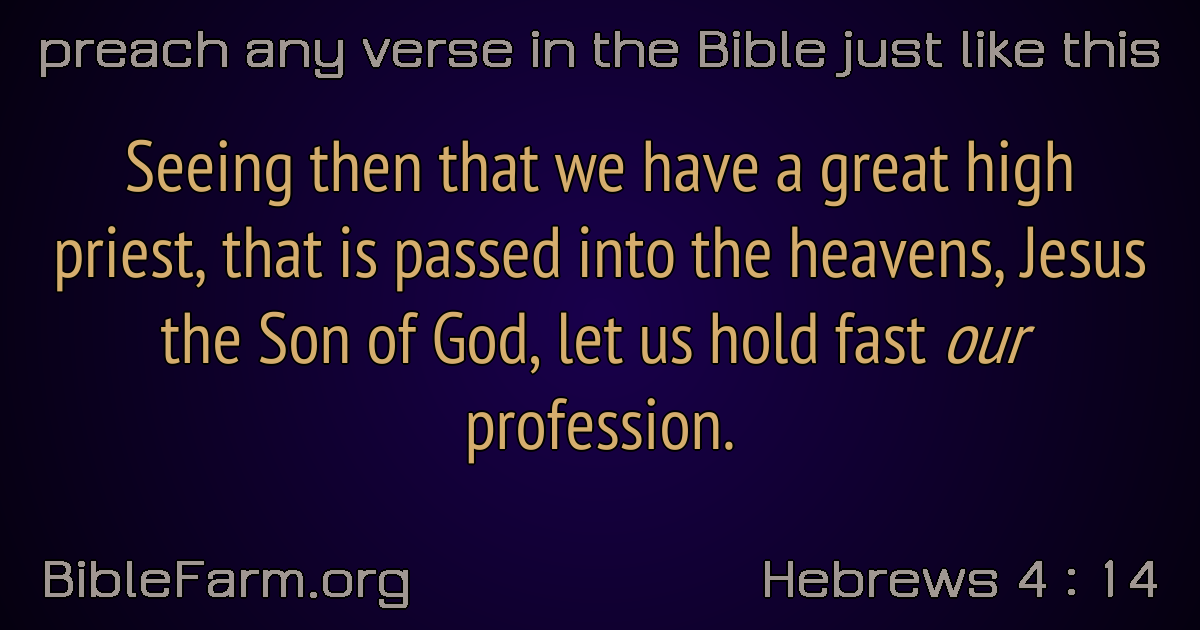 preach any verse in the Bible just like this
Seeing then that we have a great high
priest, that is passed into the heavens, Jesus
the Son of God, let us hold fast our
profession.
BibleFarm.org
Hebrews 4 : 14